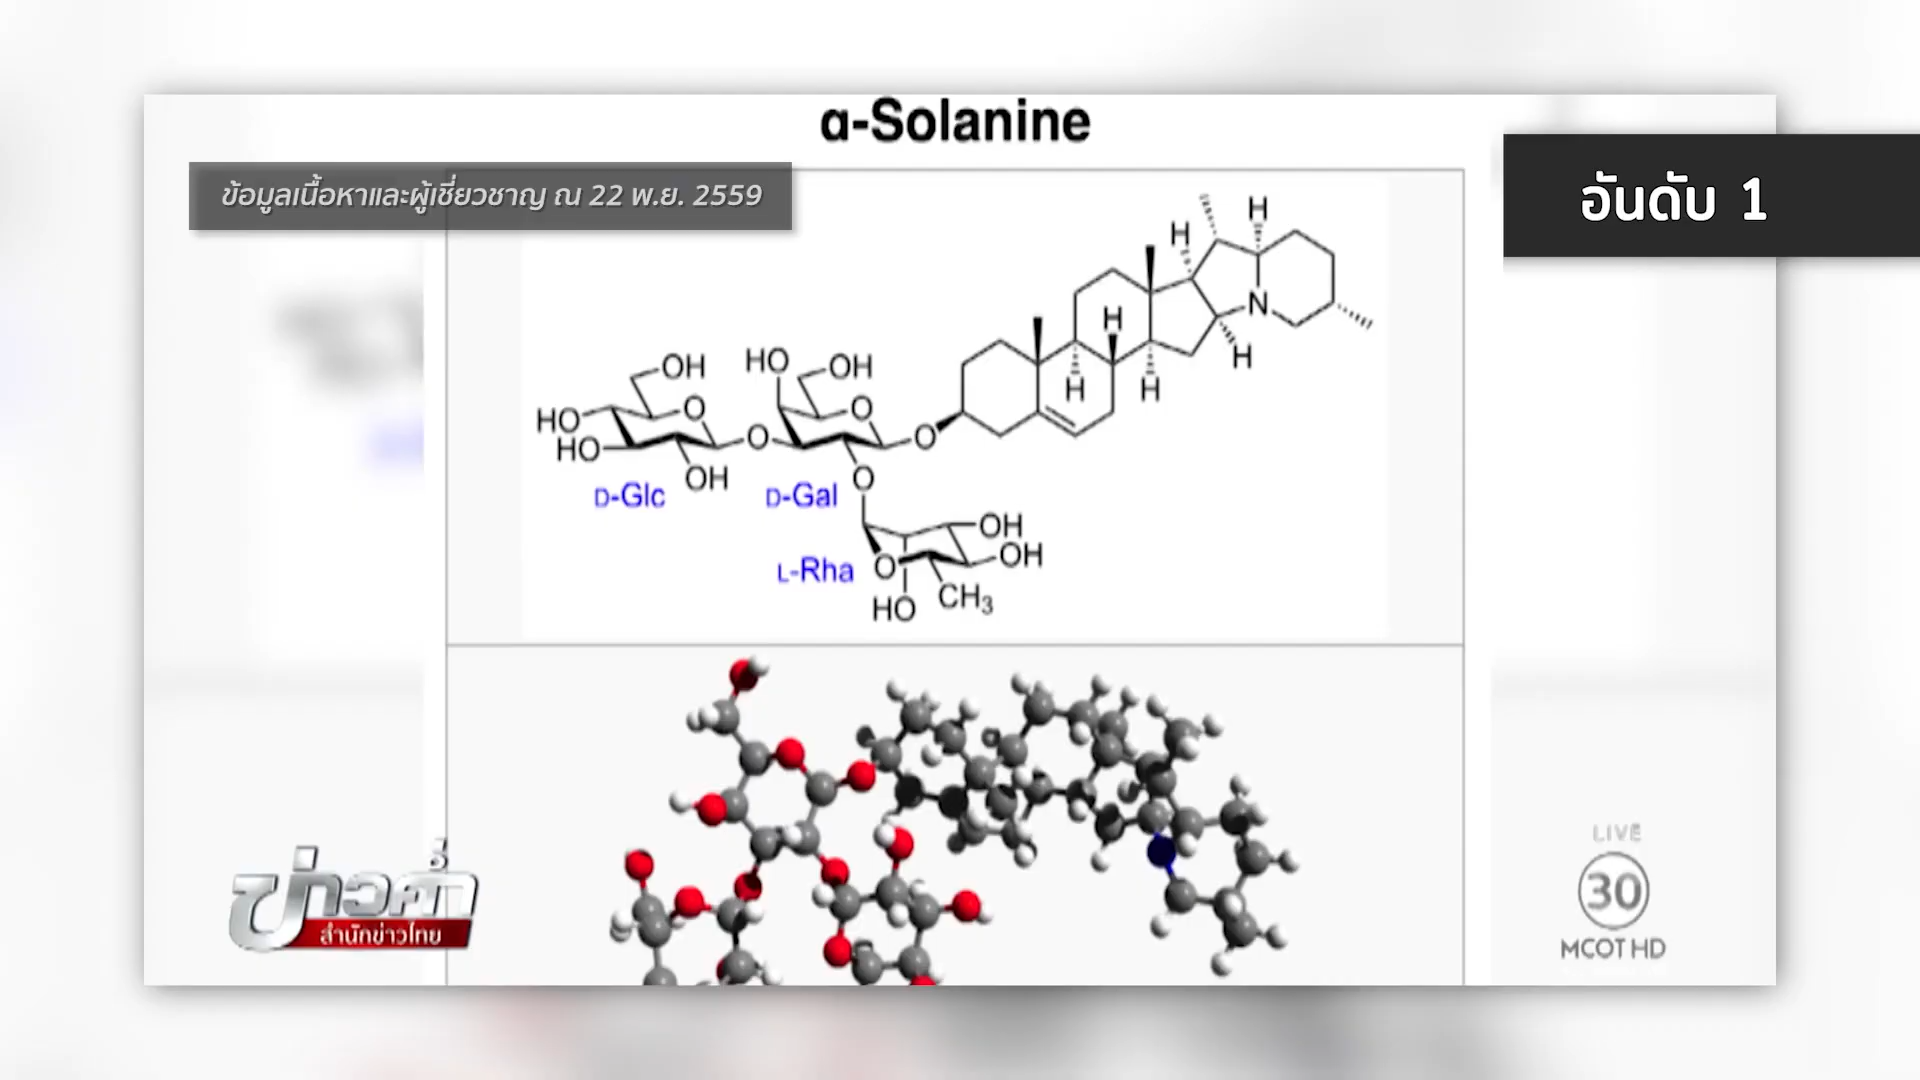 α-Solanine
ข้อมูลเนื้อหาและผู้เชี่ยวชาญ ณ 22 พ.ย. 2559
อันดับ 1
H
H
H
N
H
H
H
OH
HO
OH
HO
O
O
HO
O
O
OH
O
D-Glc
D-Gal
OH
OH
L-Rha
O
HO
CH3
LIVE
30
MCOT HD
ข่าวค่ำ
สำนักข่าวไทย